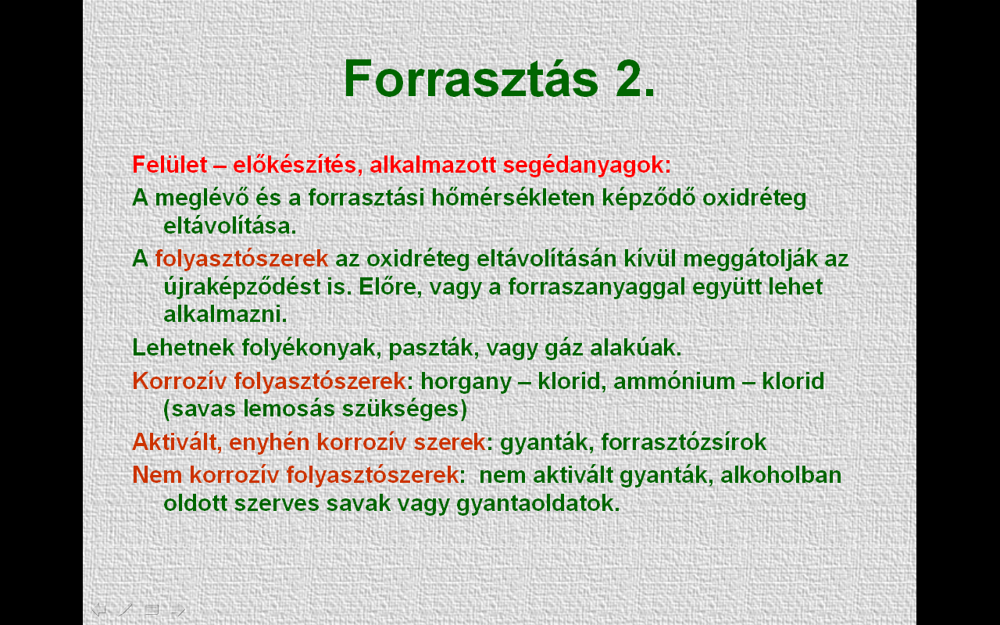 Forrasztás 2.
Felület – előkészítés, alkalmazott segédanyagok:
A meglévő és a forrasztási hőmérsékleten képződő oxidréteg
eltávolítása.
A folyasztószerek az oxidréteg eltávolításán kívül meggátolják az
újraképződést is. Előre, vagy a forraszanyaggal együtt lehet
alkalmazni.
Lehetnek folyékonyak, paszták, vagy gáz alakúak.
Korrozív folyasztószerek: horgany – klorid, ammónium – klorid
(savas lemosás szükséges)
Aktivált, enyhén korrozív szerek: gyanták, forrasztózsírok
Nem korrozív folyasztószerek:  nem aktivált gyanták, alkoholban
oldott szerves savak vagy gyantaoldatok.